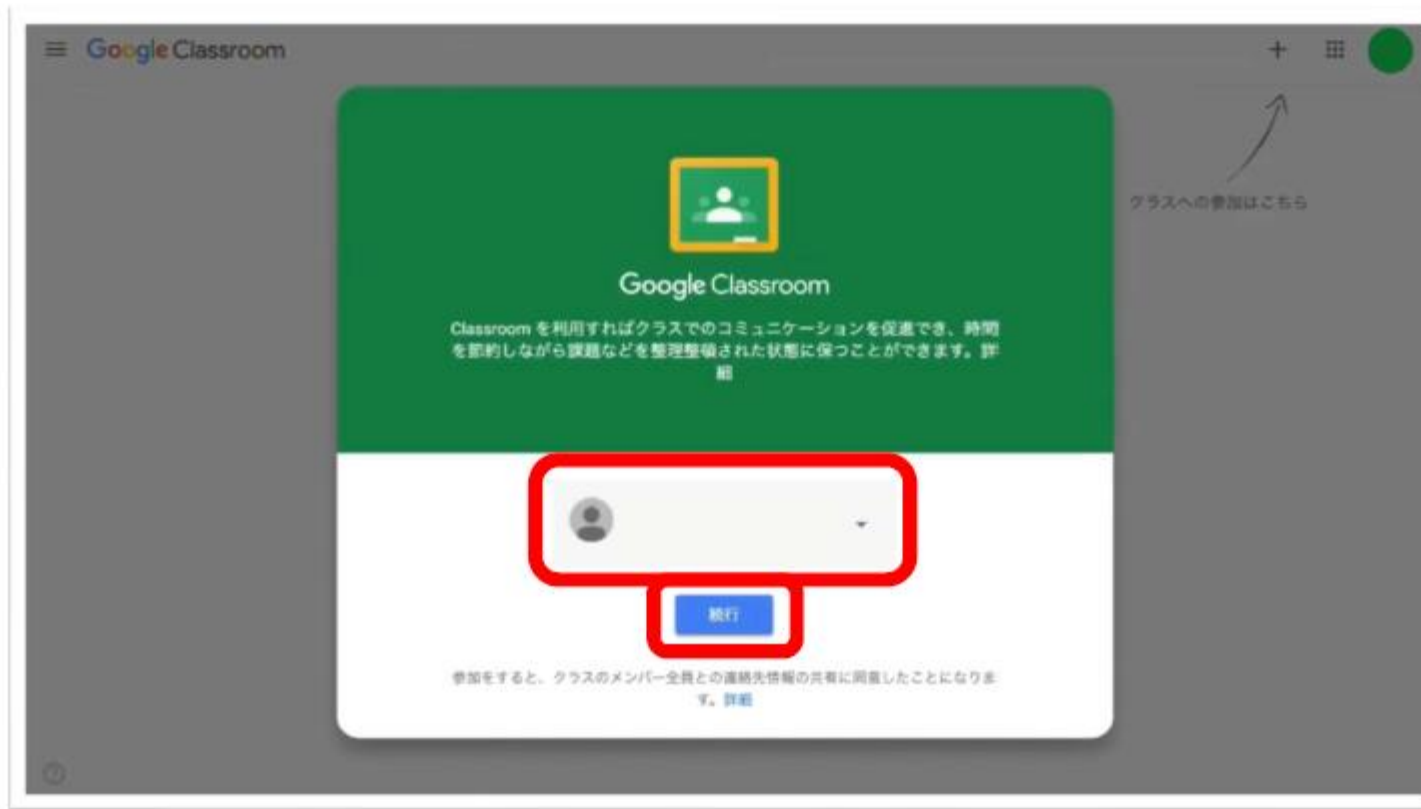 Google Classroom
クラスへの参加はこちら
Google Classroom
Classroom を利用すればクラスでのコミュニケーションを促進でき、時間
を節約しながら課題などを整理整頓された状態に保つことができます。詳
細
続行
参加をすると、クラスのメンバー全員との連絡先情報の共有に同意したことになりま
す。詳細